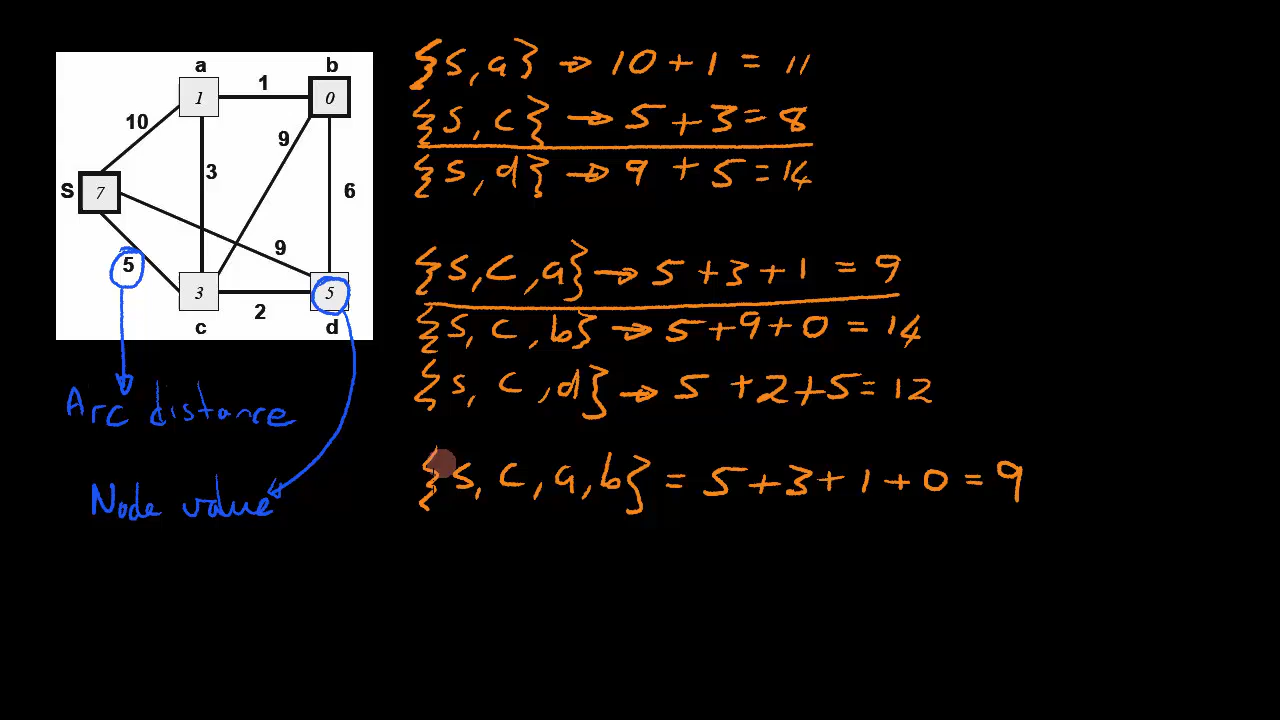 a b
1 1 0
10 9
3
S 7 6
9
5
3 2 5
c d
Arc distance
Node value
{S, a} → 10 + 1 = 11
{S, C} → 5 + 3 = 8
{S, d} → 9 + 5 = 14
{S, C, a} → 5 + 3 + 1 = 9
{S, C, b} → 5 + 9 + 0 = 14
{S, C, d} → 5 + 2 + 5 = 12
{S, C, a, b} = 5 + 3 + 1 + 0 = 9